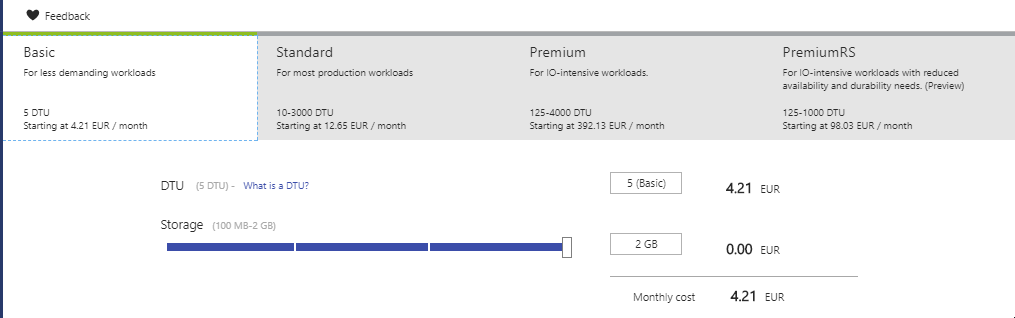 Feedback
Basic
For less demanding workloads
5 DTU
Starting at 4.21 EUR / month
Standard
For most production workloads
10-3000 DTU
Starting at 12.65 EUR / month
Premium
For IO-intensive workloads.
125-4000 DTU
Starting at 392.13 EUR / month
PremiumRS
For IO-intensive workloads with reduced
availability and durability needs. (Preview)
125-1000 DTU
Starting at 98.03 EUR / month
DTU (5 DTU) - What is a DTU? 5 (Basic) 4.21 EUR
Storage (100 MB-2 GB)
2 GB 0.00 EUR
Monthly cost 4.21 EUR